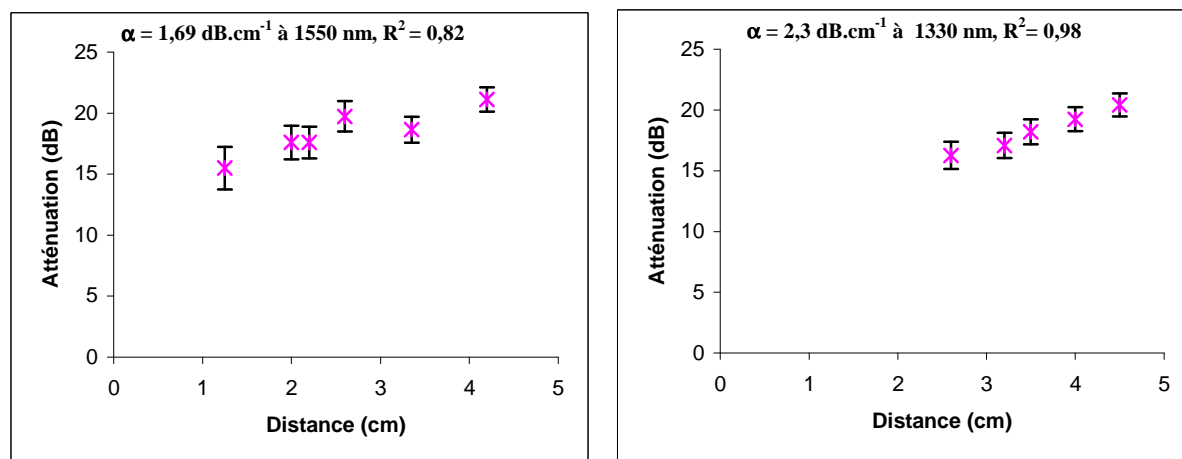 α = 1,69 dB.cm⁻¹ à 1550 nm, R² = 0,82
25
20
15
10
5
0
Atténuation (dB)
0 1 2 3 4 5
Distance (cm)
α = 2,3 dB.cm⁻¹ à 1330 nm, R²= 0,98
25
20
15
10
5
0
Atténuation (dB)
0 1 2 3 4 5
Distance (cm)